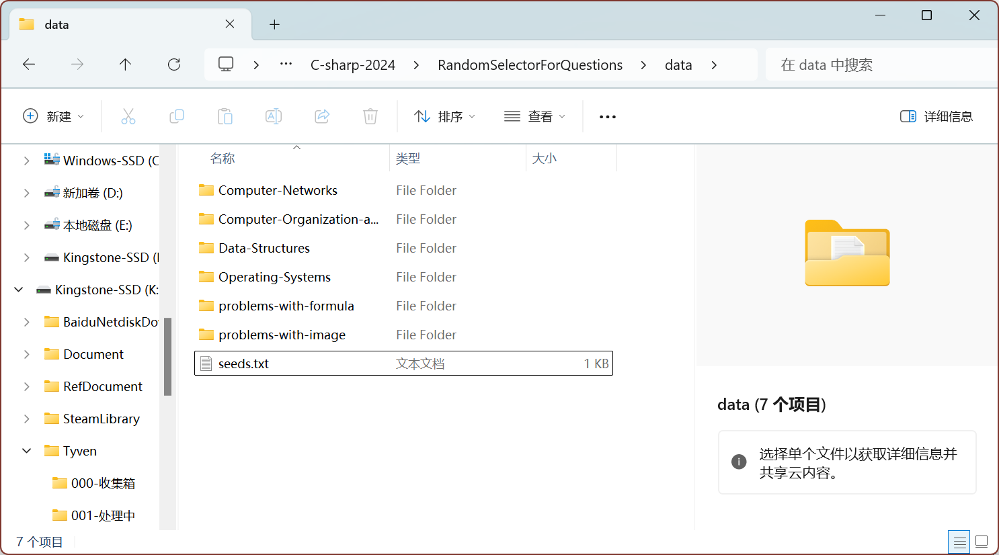 data
C-sharp-2024
RandomSelectorForQuestions
data
在 data 中搜索
新建
排序
查看
详细信息
Windows-SSD (C
新加卷 (D:)
本地磁盘 (E:)
Kingstone-SSD (
Kingstone-SSD (K:
BaiduNetdiskDo
Document
RefDocument
SteamLibrary
Tyven
000-收集箱
001-处理中
名称 类型 大小
Computer-Networks File Folder
Computer-Organization-a... File Folder
Data-Structures File Folder
Operating-Systems File Folder
problems-with-formula File Folder
problems-with-image File Folder
seeds.txt 文本文档 1 KB
data (7 个项目)
选择单个文件以获取详细信息并
共享云内容。
7 个项目